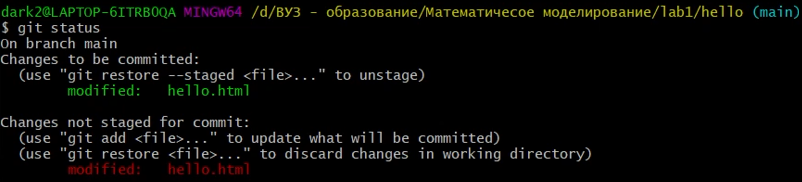 dark2@LAPTOP-6ITRB0QA MINGW64 /d/ВУЗ - образование/Математичесое моделирование/lab1/hello (main)
$ git status
On branch main
Changes to be committed:
  (use "git restore --staged <file>..." to unstage)
        modified:   hello.html

Changes not staged for commit:
  (use "git add <file>..." to update what will be committed)
  (use "git restore <file>..." to discard changes in working directory)
        modified:   hello.html